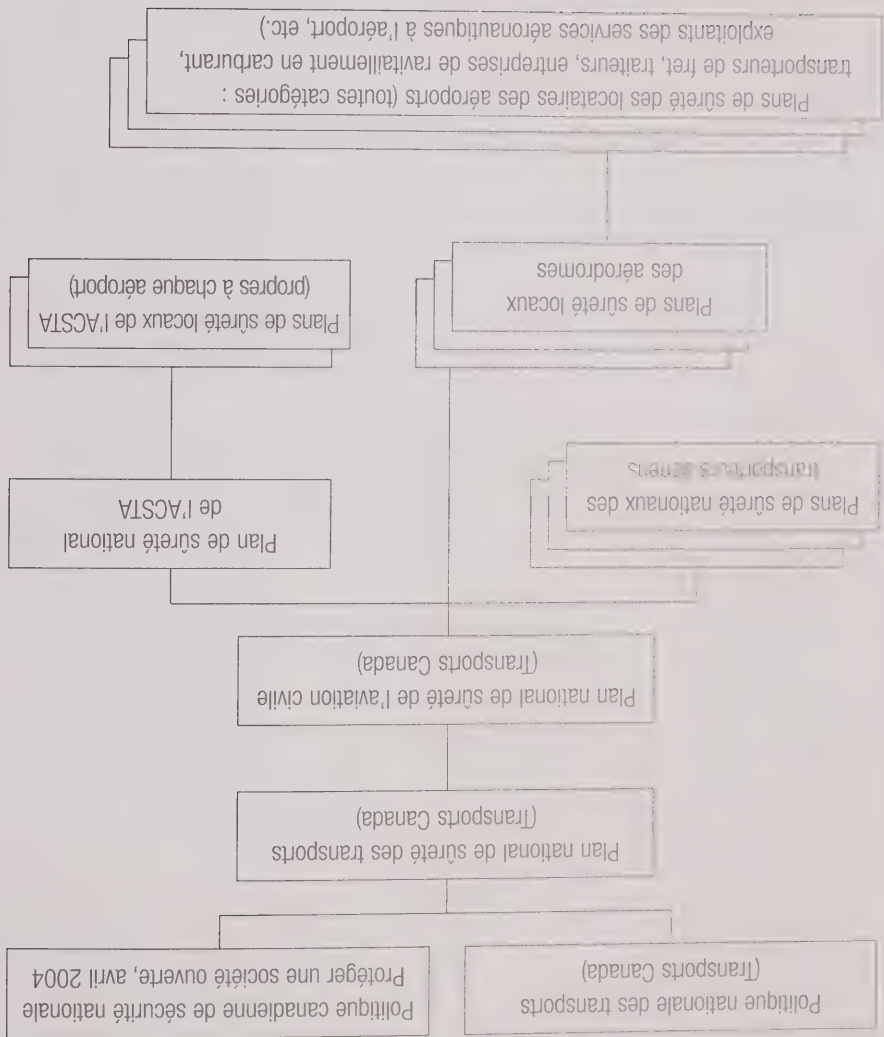 Politique nationale des transports
(Transports Canada)
Politique canadienne de sécurité nationale
Protéger une société ouverte, avril 2004
Plan national de sûreté des transports
(Transports Canada)
Plan national de sûreté de l'aviation civile
(Transports Canada)
Plans de sûreté nationaux des
transporteurs aériens
Plan de sûreté national
de l'ACSTA
Plans de sûreté locaux
des aérodromes
Plans de sûreté locaux de l'ACSTA
(propres à chaque aéroport)
Plans de sûreté des locataires des aéroports (toutes catégories :
transporteurs de fret, traiteurs, entreprises de ravitaillement en carburant,
exploitants des services aéronautiques à l'aéroport, etc.)